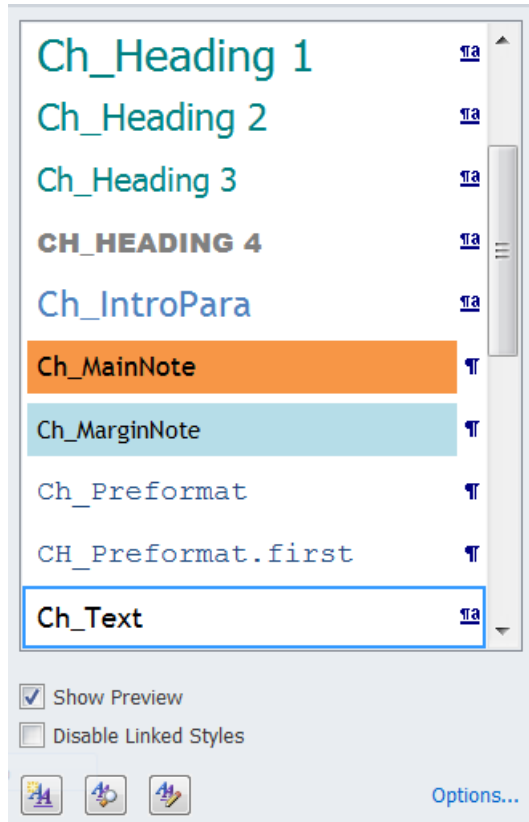 Ch_Heading 1 ¶a
Ch_Heading 2 ¶a
Ch_Heading 3 ¶a
CH_HEADING 4 ¶a
Ch_IntroPara ¶a
Ch_MainNote ¶
Ch_MarginNote ¶
Ch_Preformat ¶
CH_Preformat.first ¶
Ch_Text ¶a
Show Preview
Disable Linked Styles
Options...